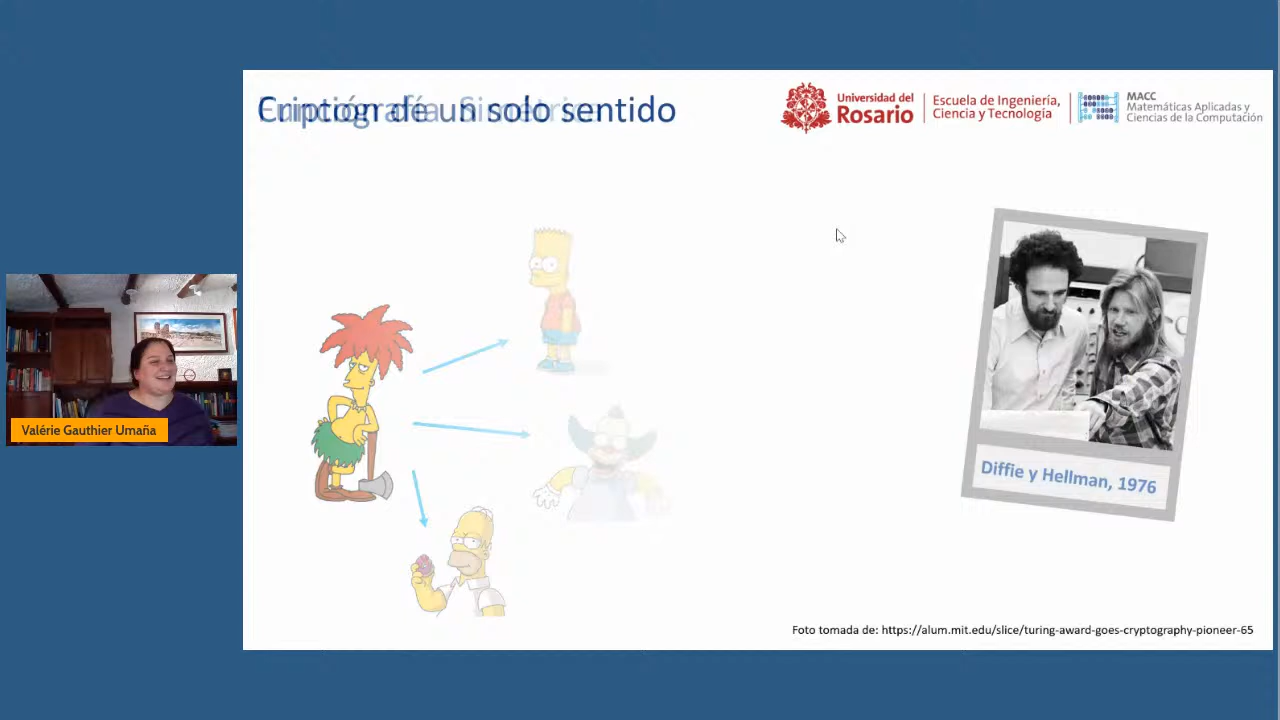 Criptografía Simétrica
Función de un solo sentido
Universidad del
Rosario
Escuela de Ingeniería,
Ciencia y Tecnología
MACC
Matemáticas Aplicadas y
Ciencias de la Computación
Valérie Gauthier Umaña
Diffie y Hellman, 1976
Foto tomada de: https://alum.mit.edu/slice/turing-award-goes-cryptography-pioneer-65